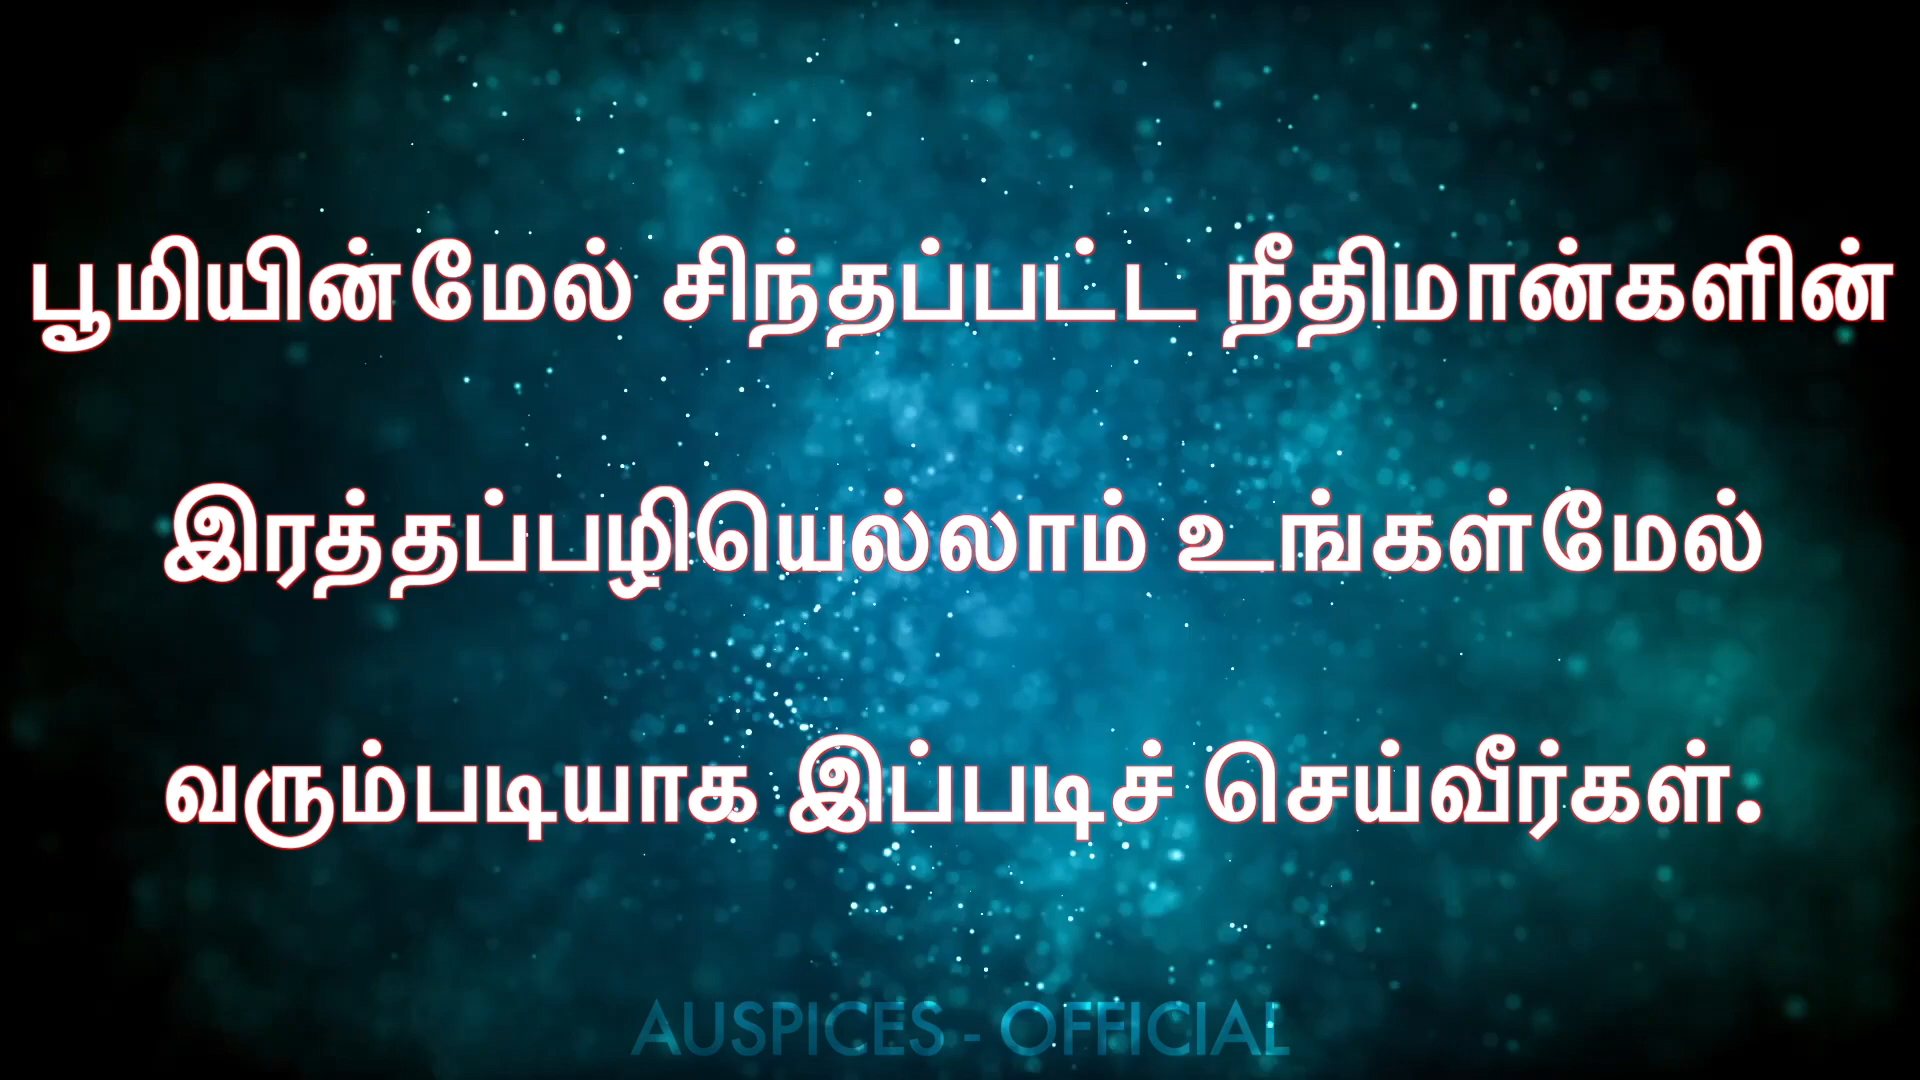 பூமியின்மேல் சிந்தப்பட்ட நீதிமான்களின்
இரத்தப்பழியெல்லாம் உங்கள்மேல்
வரும்படியாக இப்படிச் செய்வீர்கள்.
AUSPICES - OFFICIAL